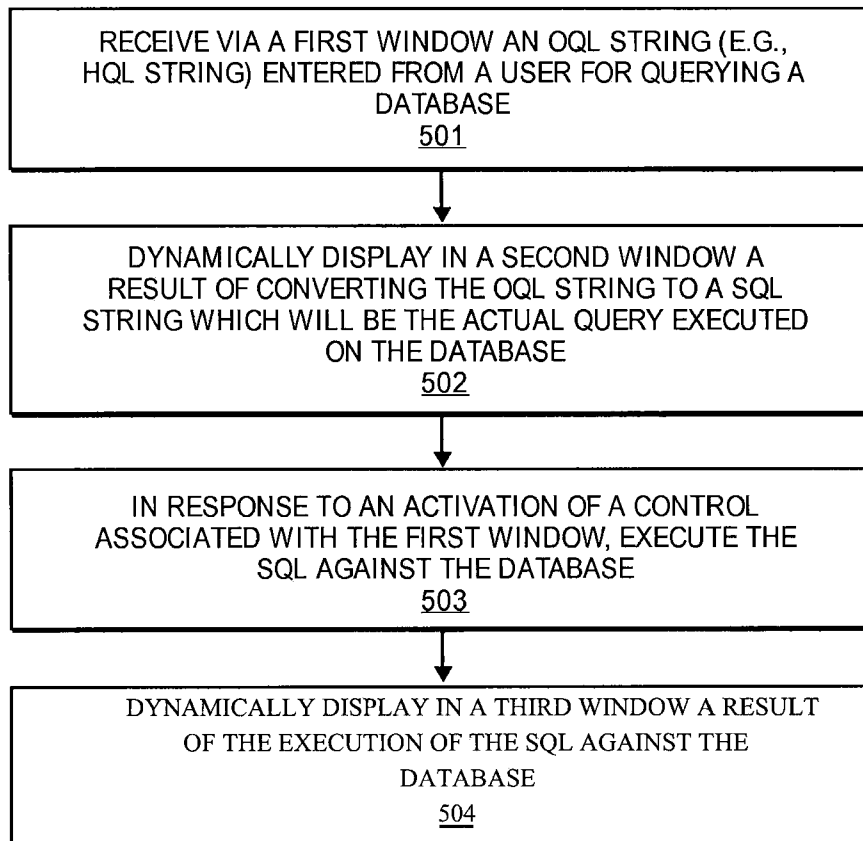 RECEIVE VIA A FIRST WINDOW AN OQL STRING (E.G.,
HQL STRING) ENTERED FROM A USER FOR QUERYING A
DATABASE
501
DYNAMICALLY DISPLAY IN A SECOND WINDOW A
RESULT OF CONVERTING THE OQL STRING TO A SQL
STRING WHICH WILL BE THE ACTUAL QUERY EXECUTED
ON THE DATABASE
502
IN RESPONSE TO AN ACTIVATION OF A CONTROL
ASSOCIATED WITH THE FIRST WINDOW, EXECUTE THE
SQL AGAINST THE DATABASE
503
DYNAMICALLY DISPLAY IN A THIRD WINDOW A RESULT
OF THE EXECUTION OF THE SQL AGAINST THE
DATABASE
504